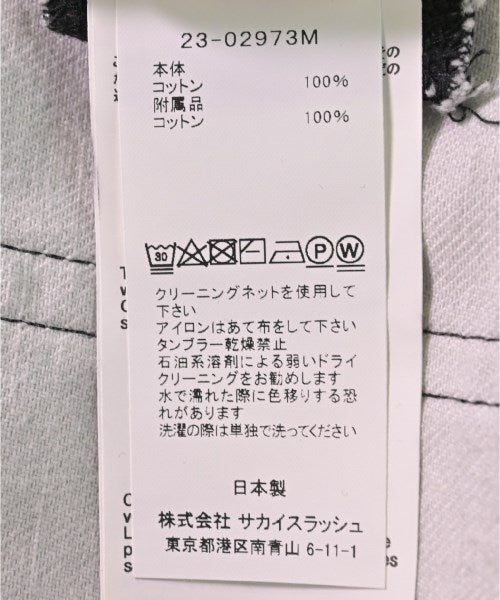 23-02973M
本体
コットン 100%
附属品
コットン 100%
30
P W
クリーニングネットを使用して
下さい
アイロンはあて布をして下さい
タンブラー乾燥禁止
石油系溶剤による弱いドライ
クリーニングをお勧めします
水で濡れた際に色移りする恐
れがあります
洗濯の際は単独で洗ってください
日本製
株式会社 サカイスラッシュ
東京都港区南青山 6-11-1